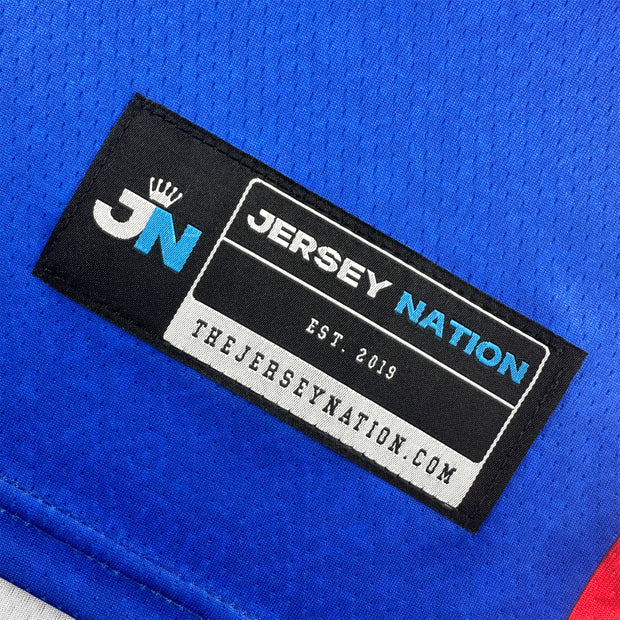 JN
JERSEY NATION
EST. 2019
THEJERSEYNATION.COM